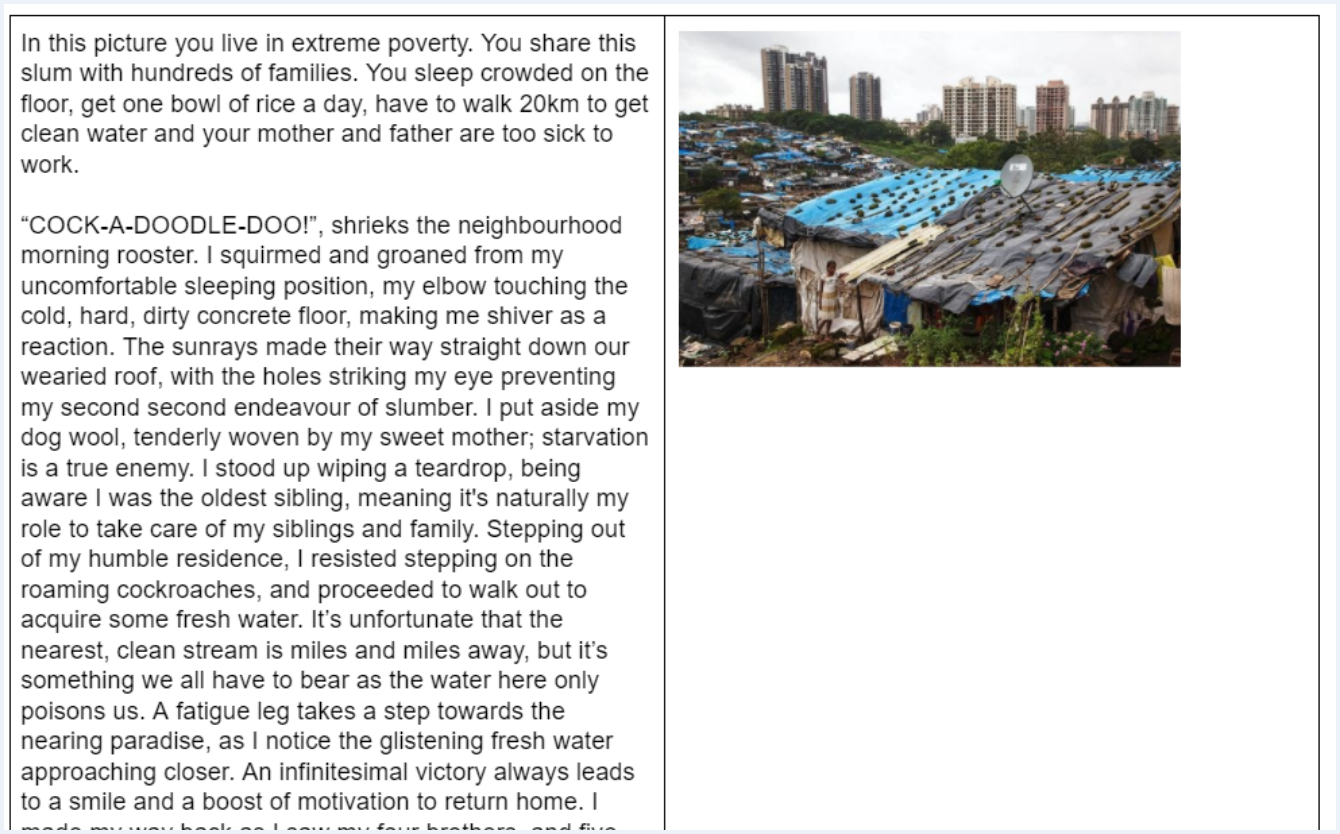 In this picture you live in extreme poverty. You share this
slum with hundreds of families. You sleep crowded on the
floor, get one bowl of rice a day, have to walk 20km to get
clean water and your mother and father are too sick to
work.
“COCK-A-DOODLE-DOO!”, shrieks the neighbourhood
morning rooster. I squirmed and groaned from my
uncomfortable sleeping position, my elbow touching the
cold, hard, dirty concrete floor, making me shiver as a
reaction. The sunrays made their way straight down our
wearied roof, with the holes striking my eye preventing
my second second endeavour of slumber. I put aside my
dog wool, tenderly woven by my sweet mother; starvation
is a true enemy. I stood up wiping a teardrop, being
aware I was the oldest sibling, meaning it's naturally my
role to take care of my siblings and family. Stepping out
of my humble residence, I resisted stepping on the
roaming cockroaches, and proceeded to walk out to
acquire some fresh water. It’s unfortunate that the
nearest, clean stream is miles and miles away, but it’s
something we all have to bear as the water here only
poisons us. A fatigue leg takes a step towards the
nearing paradise, as I notice the glistening fresh water
approaching closer. An infinitesimal victory always leads
to a smile and a boost of motivation to return home. I
made my way back as I saw my four brothers, and five